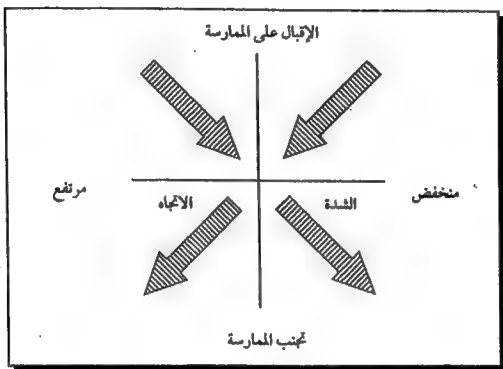 الإقبال على الممارسة
منخفض
الشدة
الاتجاه
مرتفع
تجنب الممارسة